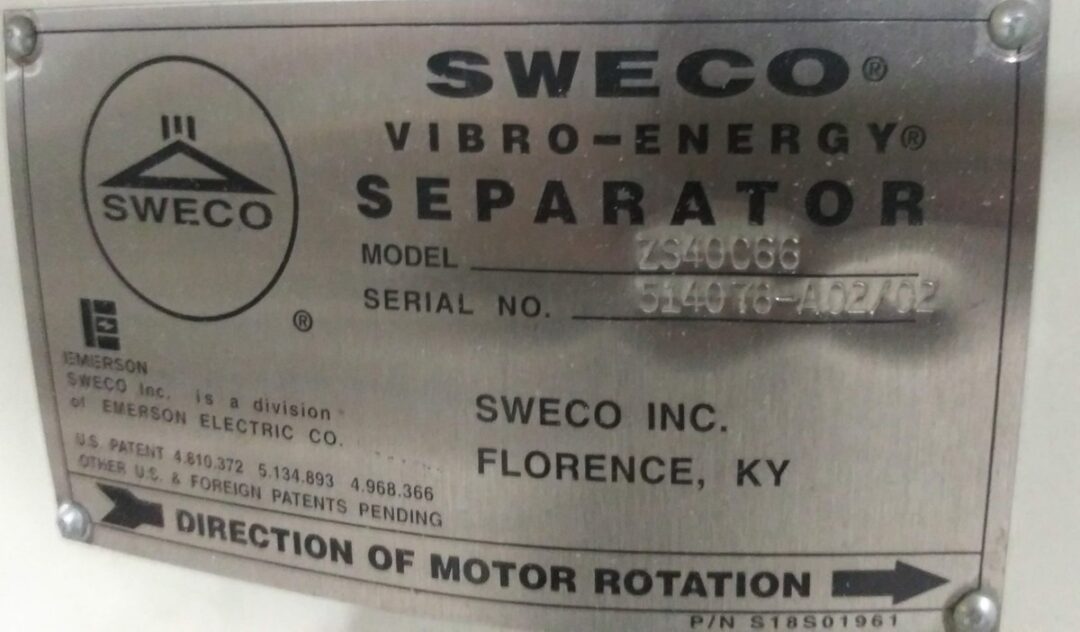 SWECO®
VIBRO-ENERGY®
SEPARATOR
SWECO
®
MODEL ZS40C66
SERIAL NO. 514078-A02/02
EMERSON
SWECO Inc. is a division
of EMERSON ELECTRIC CO.
SWECO INC.
FLORENCE, KY
U.S. PATENT 4.810.372 5.134.893 4.968.366
OTHER U.S. & FOREIGN PATENTS PENDING
DIRECTION OF MOTOR ROTATION
P/N S18S01961